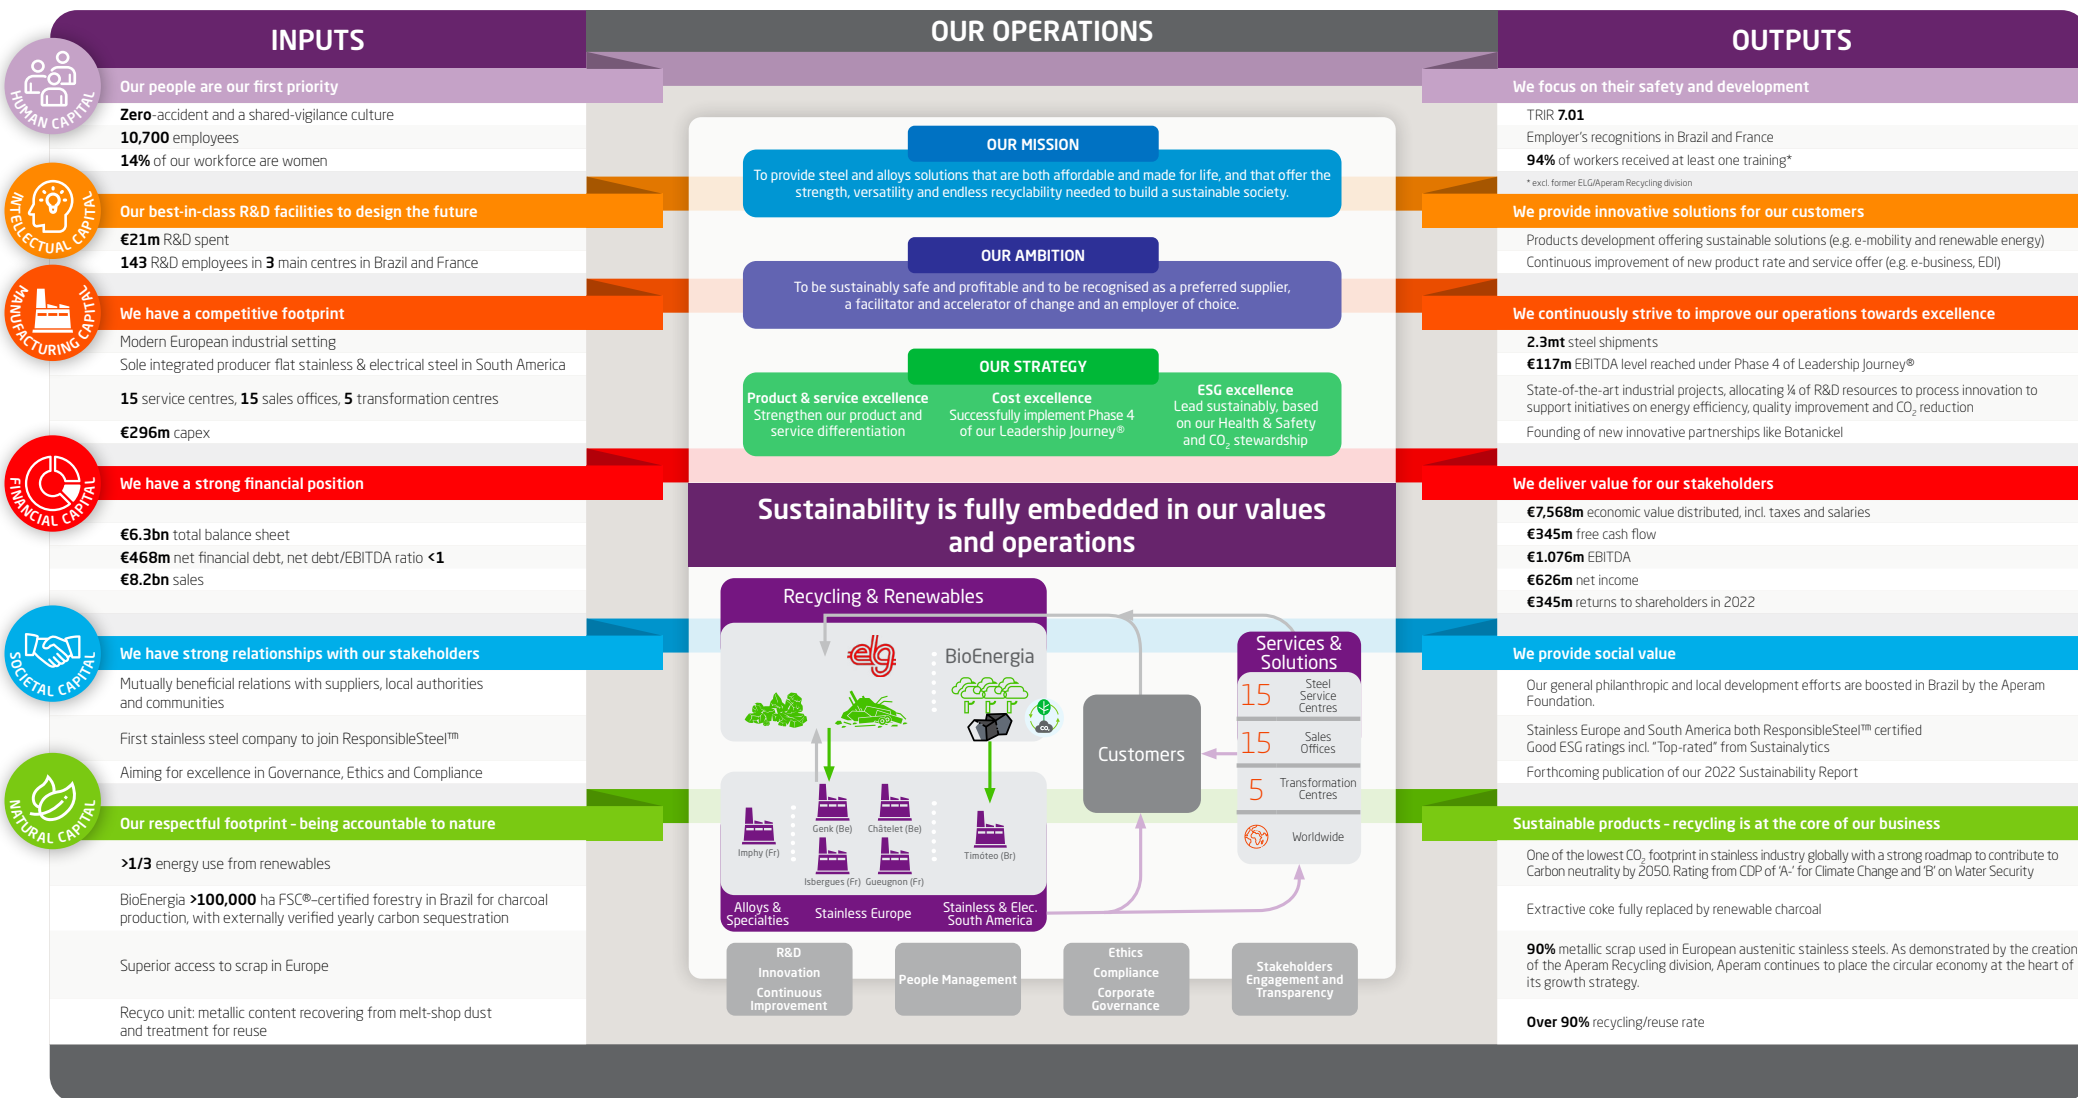 INPUTS
HUMAN CAPITAL
Our people are our first priority
Zero-accident and a shared-vigilance culture
10,700 employees
14% of our workforce are women
INTELLECTUAL CAPITAL
Our best-in-class R&D facilities to design the future
€21m R&D spent
143 R&D employees in 3 main centres in Brazil and France
MANUFACTURING CAPITAL
We have a competitive footprint
Modern European industrial setting
Sole integrated producer flat stainless & electrical steel in South America
15 service centres, 15 sales offices, 5 transformation centres
€296m capex
FINANCIAL CAPITAL
We have a strong financial position
€6.3bn total balance sheet
€468m net financial debt, net debt/EBITDA ratio <1
€8.2bn sales
SOCIETAL CAPITAL
We have strong relationships with our stakeholders
Mutually beneficial relations with suppliers, local authorities
and communities
First stainless steel company to join ResponsibleSteel™
Aiming for excellence in Governance, Ethics and Compliance
NATURAL CAPITAL
Our respectful footprint - being accountable to nature
>1/3 energy use from renewables
BioEnergia >100,000 ha FSC®-certified forestry in Brazil for charcoal
production, with externally verified yearly carbon sequestration
Superior access to scrap in Europe
Recyco unit: metallic content recovering from melt-shop dust
and treatment for reuse
OUR OPERATIONS
OUR MISSION
To provide steel and alloys solutions that are both affordable and made for life, and that offer the
strength, versatility and endless recyclability needed to build a sustainable society.
OUR AMBITION
To be sustainably safe and profitable and to be recognised as a preferred supplier,
a facilitator and accelerator of change and an employer of choice.
OUR STRATEGY
Product & service excellence
Strengthen our product and
service differentiation
Cost excellence
Successfully implement Phase 4
of our Leadership Journey®
ESG excellence
Lead sustainably, based
on our Health & Safety
and CO₂ stewardship
Sustainability is fully embedded in our values
and operations
Recycling & Renewables
elg
BioEnergia
CO₂
Imphy (Fr)
Genk (Be)
Châtelet (Be)
Isbergues (Fr)
Gueugnon (Fr)
Timóteo (Br)
Alloys &
Specialties
Stainless Europe
Stainless & Elec.
South America
Customers
Services &
Solutions
15
Steel
Service
Centres
15
Sales
Offices
5
Transformation
Centres
Worldwide
R&D
Innovation
Continuous
Improvement
People Management
Ethics
Compliance
Corporate
Governance
Stakeholders
Engagement and
Transparency
OUTPUTS
We focus on their safety and development
TRIR 7.01
Employer's recognitions in Brazil and France
94% of workers received at least one training*
* excl. former ELG/Aperam Recycling division
We provide innovative solutions for our customers
Products development offering sustainable solutions (e.g. e-mobility and renewable energy)
Continuous improvement of new product rate and service offer (e.g. e-business, EDI)
We continuously strive to improve our operations towards excellence
2.3mt steel shipments
€117m EBITDA level reached under Phase 4 of Leadership Journey®
State-of-the-art industrial projects, allocating ¼ of R&D resources to process innovation to
support initiatives on energy efficiency, quality improvement and CO₂ reduction
Founding of new innovative partnerships like Botanickel
We deliver value for our stakeholders
€7,568m economic value distributed, incl. taxes and salaries
€345m free cash flow
€1.076m EBITDA
€626m net income
€345m returns to shareholders in 2022
We provide social value
Our general philanthropic and local development efforts are boosted in Brazil by the Aperam
Foundation.
Stainless Europe and South America both ResponsibleSteel™ certified
Good ESG ratings incl. "Top-rated" from Sustainalytics
Forthcoming publication of our 2022 Sustainability Report
Sustainable products - recycling is at the core of our business
One of the lowest CO₂ footprint in stainless industry globally with a strong roadmap to contribute to
Carbon neutrality by 2050. Rating from CDP of 'A-' for Climate Change and 'B' on Water Security
Extractive coke fully replaced by renewable charcoal
90% metallic scrap used in European austenitic stainless steels. As demonstrated by the creation
of the Aperam Recycling division, Aperam continues to place the circular economy at the heart of
its growth strategy.
Over 90% recycling/reuse rate